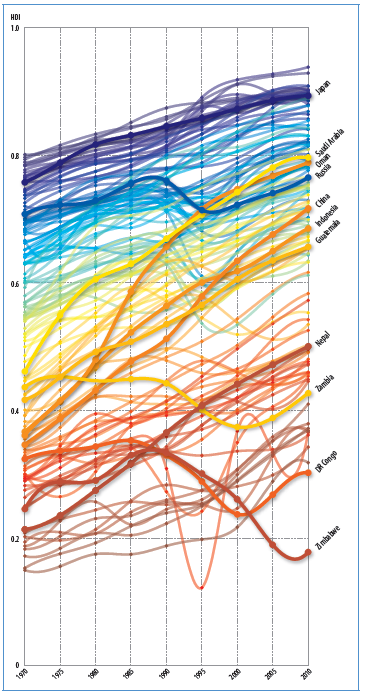 HDI
1.0
0.8
0.6
0.4
0.2
0
Japan
Saudi Arabia
Oman
Russia
China
Indonesia
Guatemala
Nepal
Zambia
DR Congo
Zimbabwe
1970 1975 1980 1985 1990 1995 2000 2005 2010